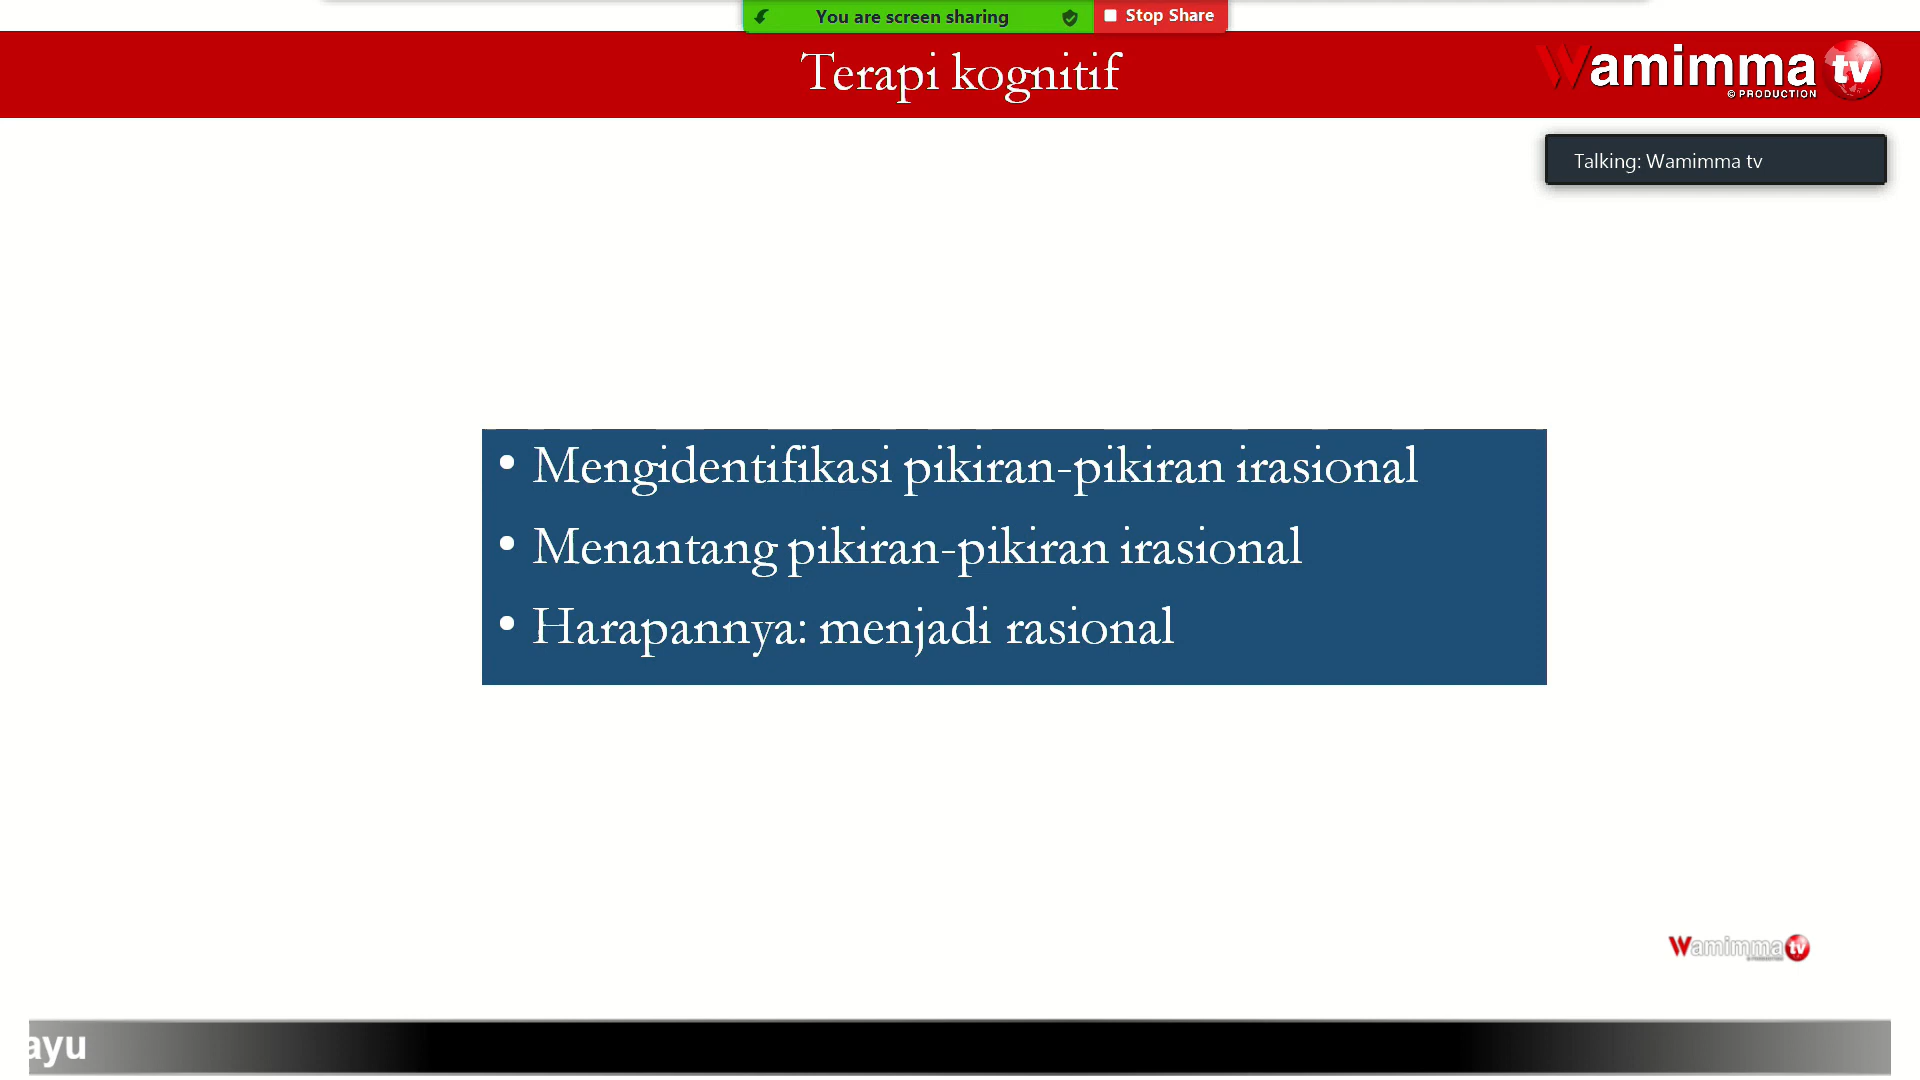 You are screen sharing
Stop Share
Terapi kognitif
Wamimma tv
© PRODUCTION
Talking: Wamimma tv
• Mengidentifikasi pikiran-pikiran irasional
• Menantang pikiran-pikiran irasional
• Harapannya: menjadi rasional
Wamimma tv
ayu